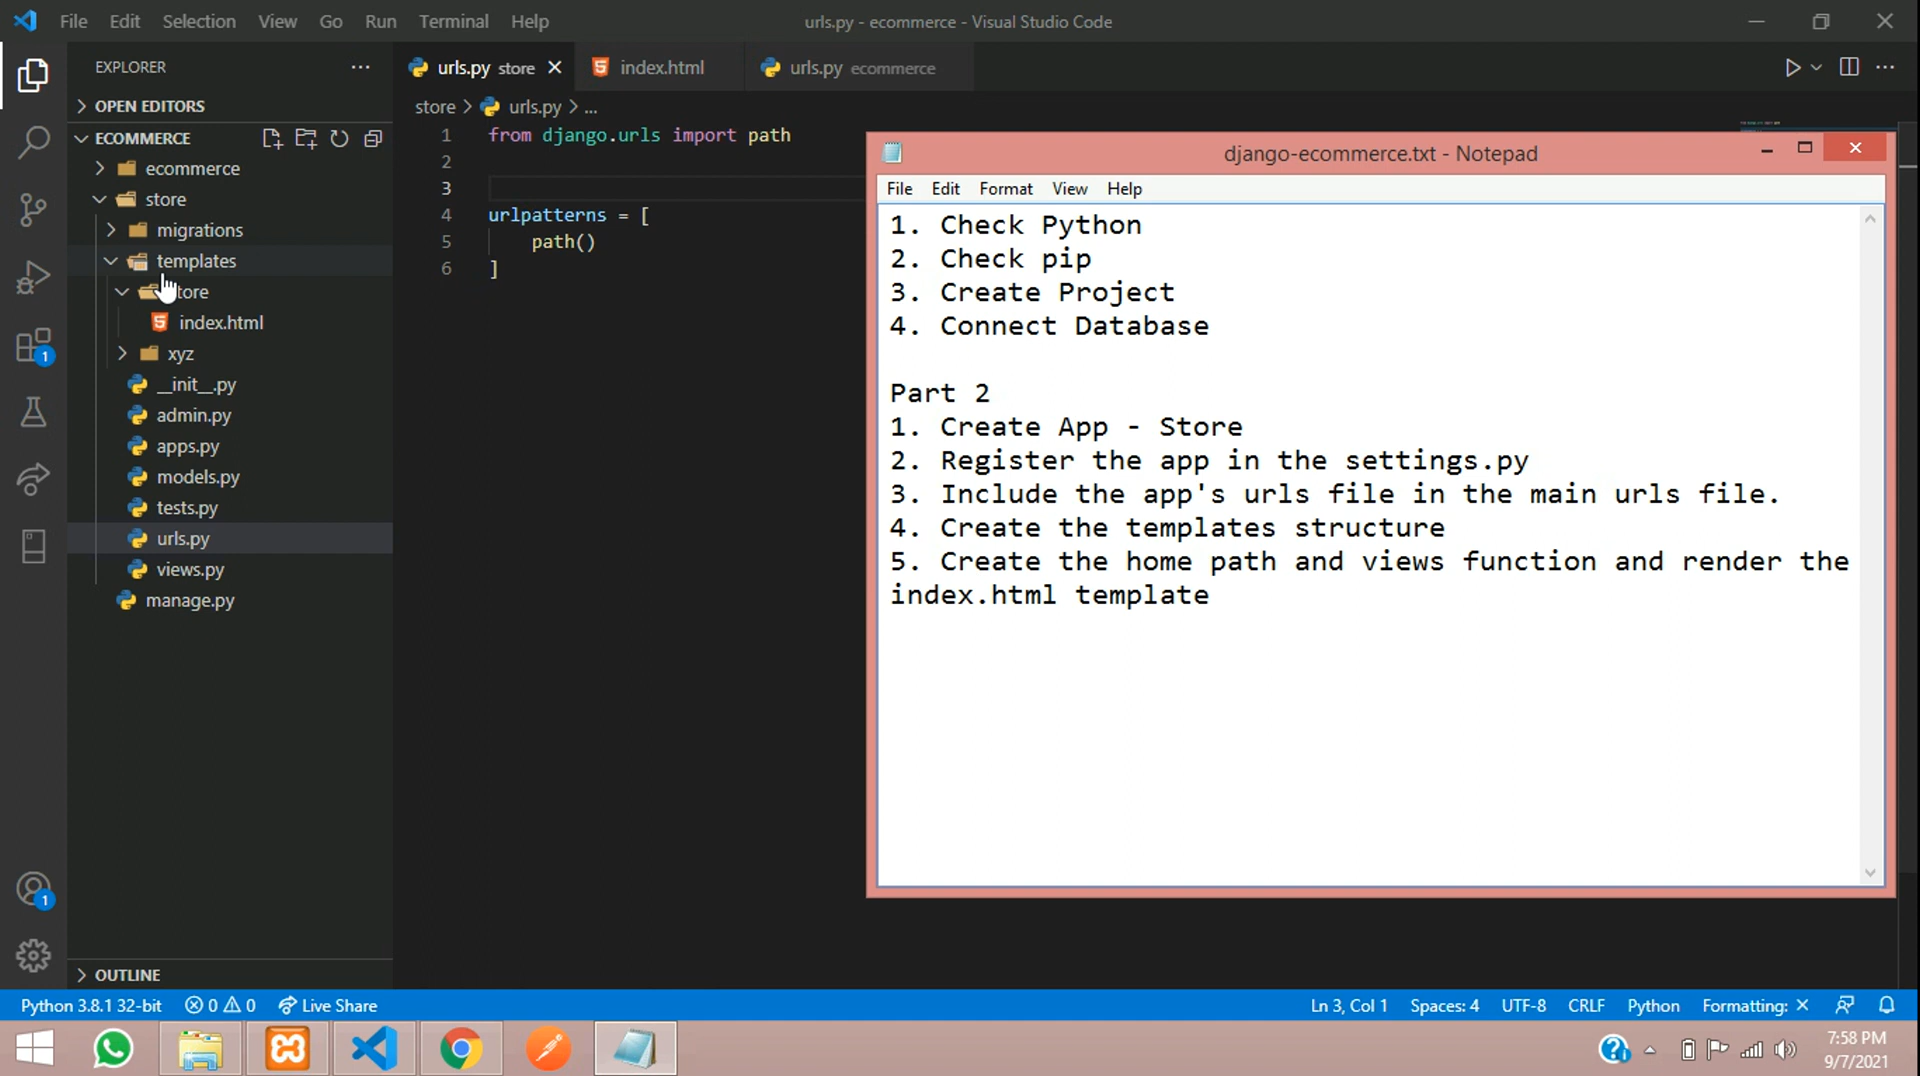 File Edit Selection View Go Run Terminal Help
urls.py - ecommerce - Visual Studio Code
EXPLORER
OPEN EDITORS
ECOMMERCE
ecommerce
store
migrations
templates
tore
index.html
xyz
__init__.py
admin.py
apps.py
models.py
tests.py
urls.py
views.py
manage.py
OUTLINE
urls.py store
index.html
urls.py ecommerce
store > urls.py > ...
1 from django.urls import path
2
3
4 urlpatterns = [
5 path()
6 ]
django-ecommerce.txt - Notepad
File Edit Format View Help
1. Check Python
2. Check pip
3. Create Project
4. Connect Database
Part 2
1. Create App - Store
2. Register the app in the settings.py
3. Include the app's urls file in the main urls file.
4. Create the templates structure
5. Create the home path and views function and render the
index.html template
1
1
Python 3.8.1 32-bit 0 0 Live Share
Ln 3, Col 1 Spaces: 4 UTF-8 CRLF Python Formatting: ×
7:58 PM
9/7/2021